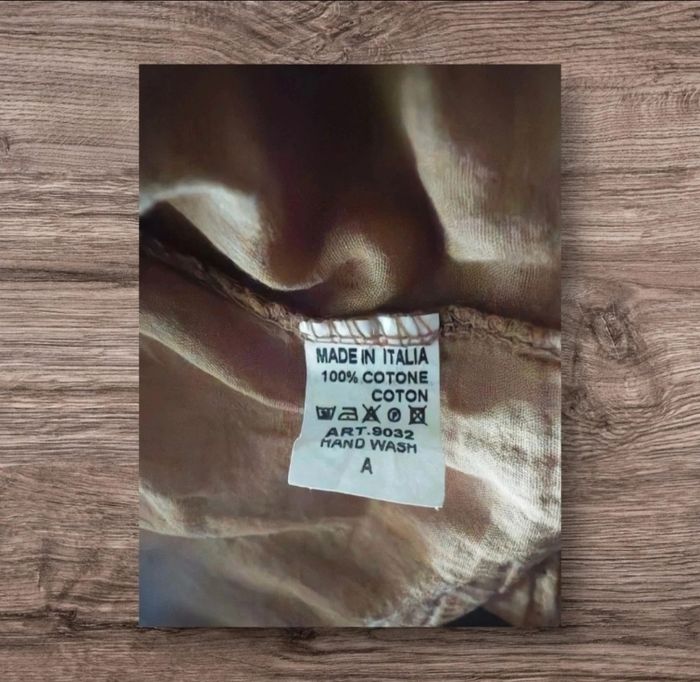 MADE IN ITALIA
100% COTONE
COTON
ART.9032
HAND WASH
A